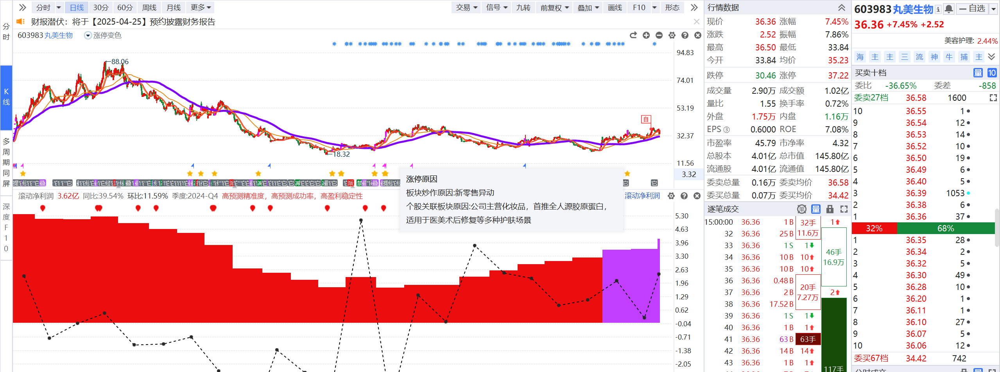 分时 日线 30分 60分 周线 月线 更多 交易 信号 九转 前复权 叠加 画线 F10 形态
财报潜伏：将于【2025-04-25】预约披露财务报告
603983 丸美生物 涨停变色
分时
K线
多周期同屏
深度F10
94.83
88.06
74.01
53.19
自
32.37
18.32
11.56
3.32
涨停原因
板块炒作原因:新零售异动
个股关联板块原因:公司主营化妆品，首推全人源胶原蛋白，
适用于医美术后修复等多种护肤场景
滚动净利润 3.62亿 同比:39.54% 环比:11.59% 季度:2024-Q4 高预测精准度，高预测成功率，高盈利稳定性
滚动净利润
5.30
4.63
3.96
3.30
2.63
1.96
1.29
0.62
-0.04
-0.71
-1.38
-2.05
行情数据
现价 36.36 涨幅 7.45%
涨跌 2.52 振幅 7.86%
最高 36.50 最低 33.84
今开 33.84 均价 35.23
跌停 30.46 涨停 37.22
成交量 2.90万 成交额 1.02亿
量比 1.55 换手率 0.72%
外盘 1.75万 内盘 1.16万
EPS③ 0.6000 ROE 7.08%
市盈率 45.79 市净率 4.32
总股本 4.01亿 总市值 145.80亿
流通股 4.01亿 流通值 145.80亿
委卖总量 0.16万 委卖均价 36.58
委买总量 0.07万 委买均价 34.42
逐笔成交 单 量
15:00:00 36.36 1 B 32手 1
32 36.36 25 B 11.6万
33 36.36 1 S 1
34 36.36 10 B 10 46手
35 36.36 10 B 10 16.9万
36 36.36 0.48 B 20手
37 36.36 2 B 7.27万 2
38 36.36 17.52 B
39 36.36 1 S 1
40 36.36 1 B 1
41 36.36 63 B 63手
42 36.36 14 B 14
43 36.36 1 B 1
117手
603983 丸美生物 自选
36.36 +7.45% +2.52
美容护理: 2.44%
海 主 主 三 流 神 牛 捕 主
买卖十档 量 10
委比 -36.65% 委差 -858
委卖27档 36.58 1600
10 36.55 1
9 36.54 12
8 36.53 14
7 36.52 10
6 36.50 19
5 36.49 6
4 36.40 5
3 36.39 1053
2 36.38 6
1 36.36 37
32% 68%
1 36.35 28
2 36.34 2
3 36.32 5
4 36.30 49
5 36.28 10
6 36.20 1
7 36.11 1
8 36.10 27
9 36.07 5
10 36.06 12
委买67档 34.42 742